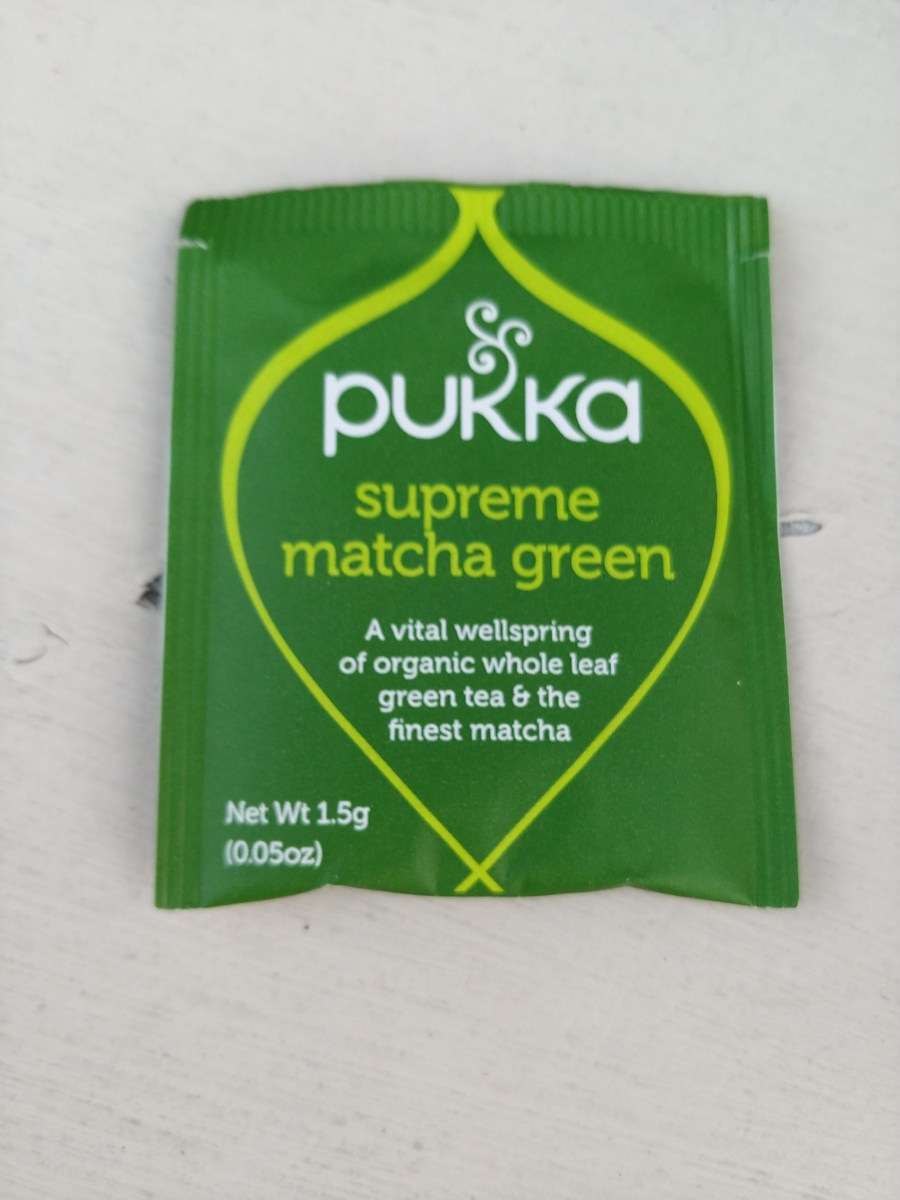 pukka
supreme
matcha green
A vital wellspring
of organic whole leaf
green tea & the
finest matcha
Net Wt 1.5g
(0.05oz)